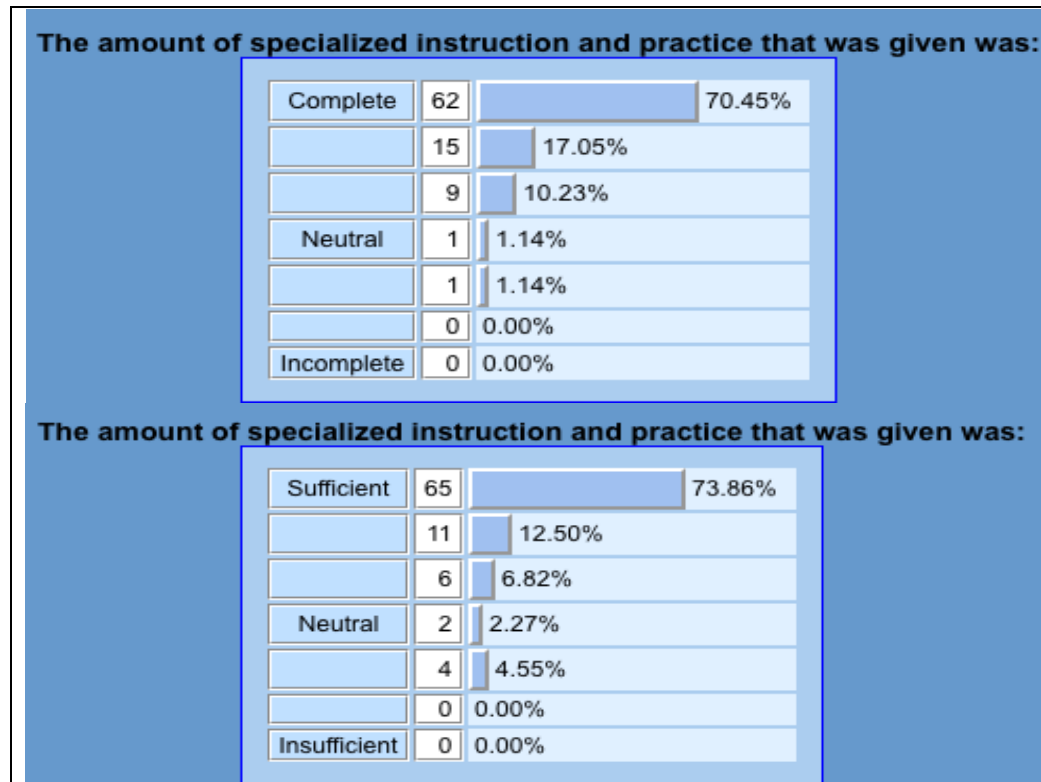 The amount of specialized instruction and practice that was given was:
Complete 62 70.45%
15 17.05%
9 10.23%
Neutral 1 1.14%
1 1.14%
0 0.00%
Incomplete 0 0.00%
The amount of specialized instruction and practice that was given was:
Sufficient 65 73.86%
11 12.50%
6 6.82%
Neutral 2 2.27%
4 4.55%
0 0.00%
Insufficient 0 0.00%